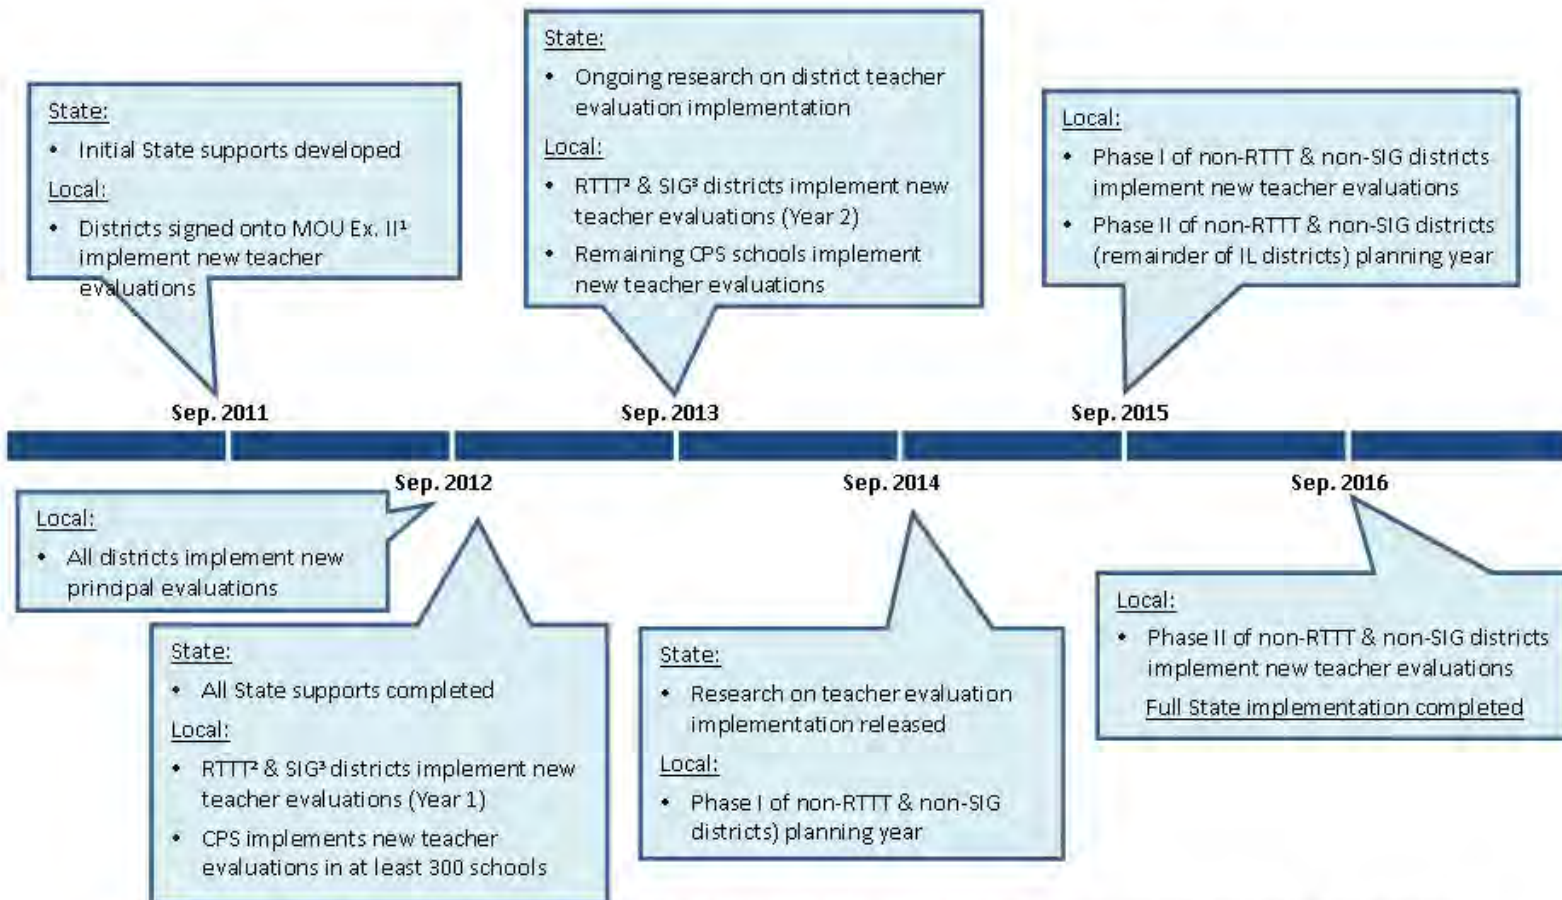 State:
• Initial State supports developed
Local:
• Districts signed onto MOU Ex. II¹
implement new teacher
evaluations
State:
• Ongoing research on district teacher
evaluation implementation
Local:
• RTTT² & SIG³ districts implement new
teacher evaluations (Year 2)
• Remaining CPS schools implement
new teacher evaluations
Local:
• Phase I of non-RTTT & non-SIG districts
implement new teacher evaluations
• Phase II of non-RTTT & non-SIG districts
(remainder of IL districts) planning year
Sep. 2011
Sep. 2013
Sep. 2015
Sep. 2012
Sep. 2014
Sep. 2016
Local:
• All districts implement new
principal evaluations
State:
• All State supports completed
Local:
• RTTT² & SIG³ districts implement new
teacher evaluations (Year 1)
• CPS implements new teacher
evaluations in at least 300 schools
State:
• Research on teacher evaluation
implementation released
Local:
• Phase I of non-RTTT & non-SIG
districts) planning year
Local:
• Phase II of non-RTTT & non-SIG districts
implement new teacher evaluations
Full State implementation completed